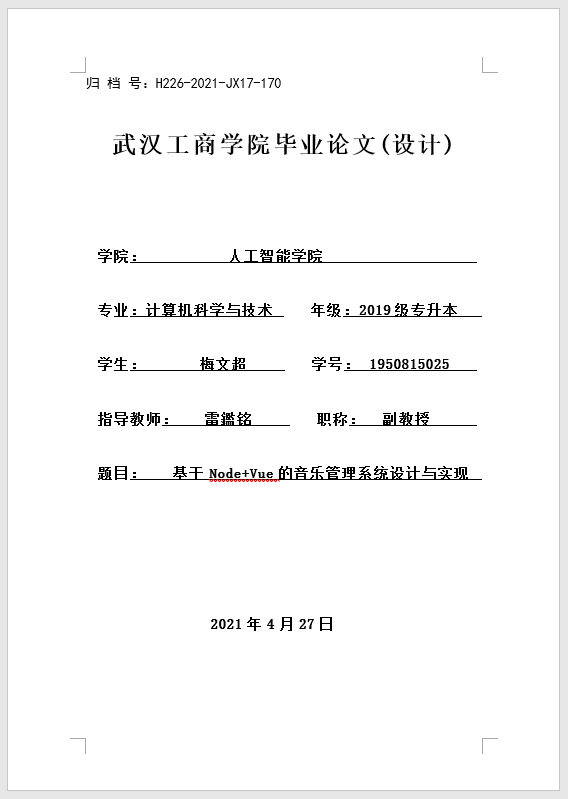 归 档 号：H226-2021-JX17-170
武汉工商学院毕业论文(设计)
学院： 人工智能学院
专业：计算机科学与技术 年级：2019级专升本
学生： 梅文超 学号： 1950815025
指导教师： 雷鑑铭 职称： 副教授
题目： 基于Node+Vue的音乐管理系统设计与实现
2021年4月27日